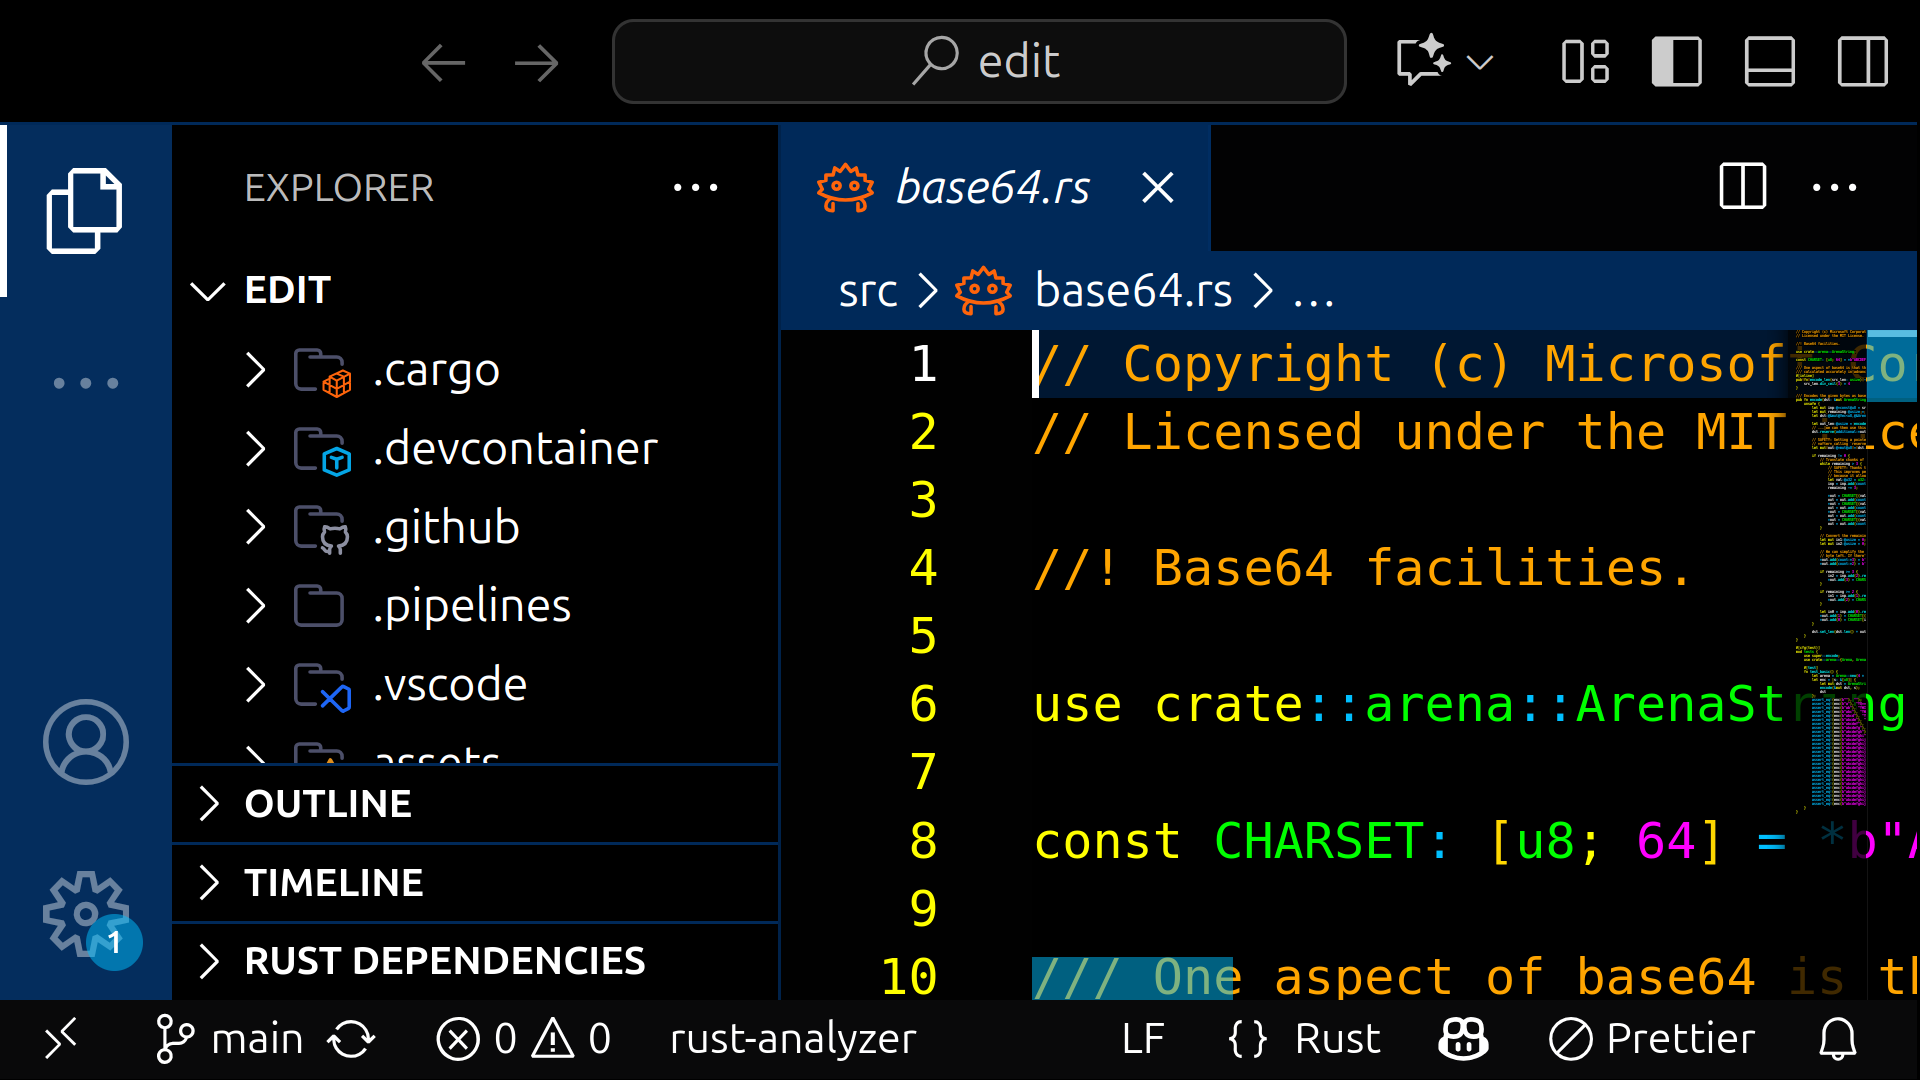 edit
EXPLORER
EDIT
.cargo
.devcontainer
.github
.pipelines
.vscode
assets
OUTLINE
TIMELINE
RUST DEPENDENCIES
1
base64.rs
src > base64.rs > ...
1 // Copyright (c) Microsoft Co
2 // Licensed under the MIT
3
4 //! Base64 facilities.
5
6 use crate::arena::ArenaString
7
8 const CHARSET: [u8; 64] = *b"A
9
10 /// One aspect of base64 is th
main
0 0
rust-analyzer
LF
{} Rust
Prettier